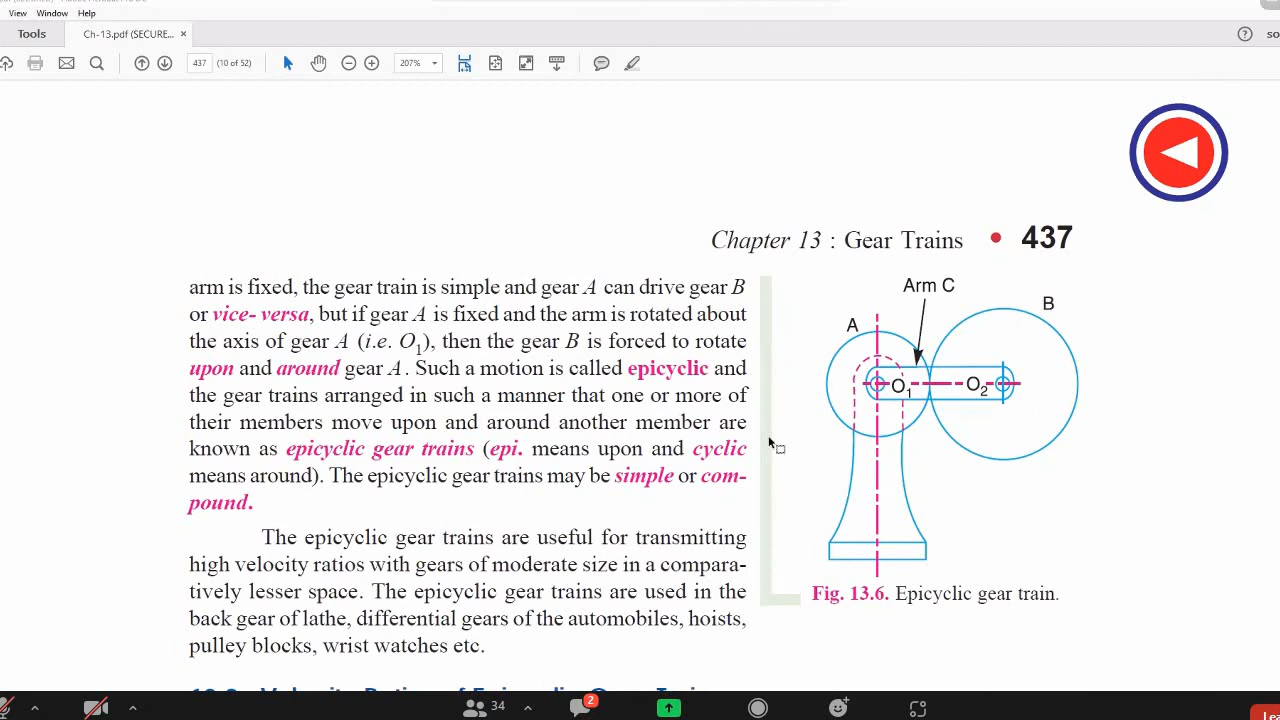 View Window Help
Tools
Ch-13.pdf (SECURE... ×
?
437 (10 of 52)
207%
Chapter 13 : Gear Trains • 437
arm is fixed, the gear train is simple and gear A can drive gear B
or vice- versa, but if gear A is fixed and the arm is rotated about
the axis of gear A (i.e. O1), then the gear B is forced to rotate
upon and around gear A. Such a motion is called epicyclic and
the gear trains arranged in such a manner that one or more of
their members move upon and around another member are
known as epicyclic gear trains (epi. means upon and cyclic
means around). The epicyclic gear trains may be simple or com-
pound.
The epicyclic gear trains are useful for transmitting
high velocity ratios with gears of moderate size in a compara-
tively lesser space. The epicyclic gear trains are used in the
back gear of lathe, differential gears of the automobiles, hoists,
pulley blocks, wrist watches etc.
Arm C
A
B
O1
O2
Fig. 13.6. Epicyclic gear train.
34
2